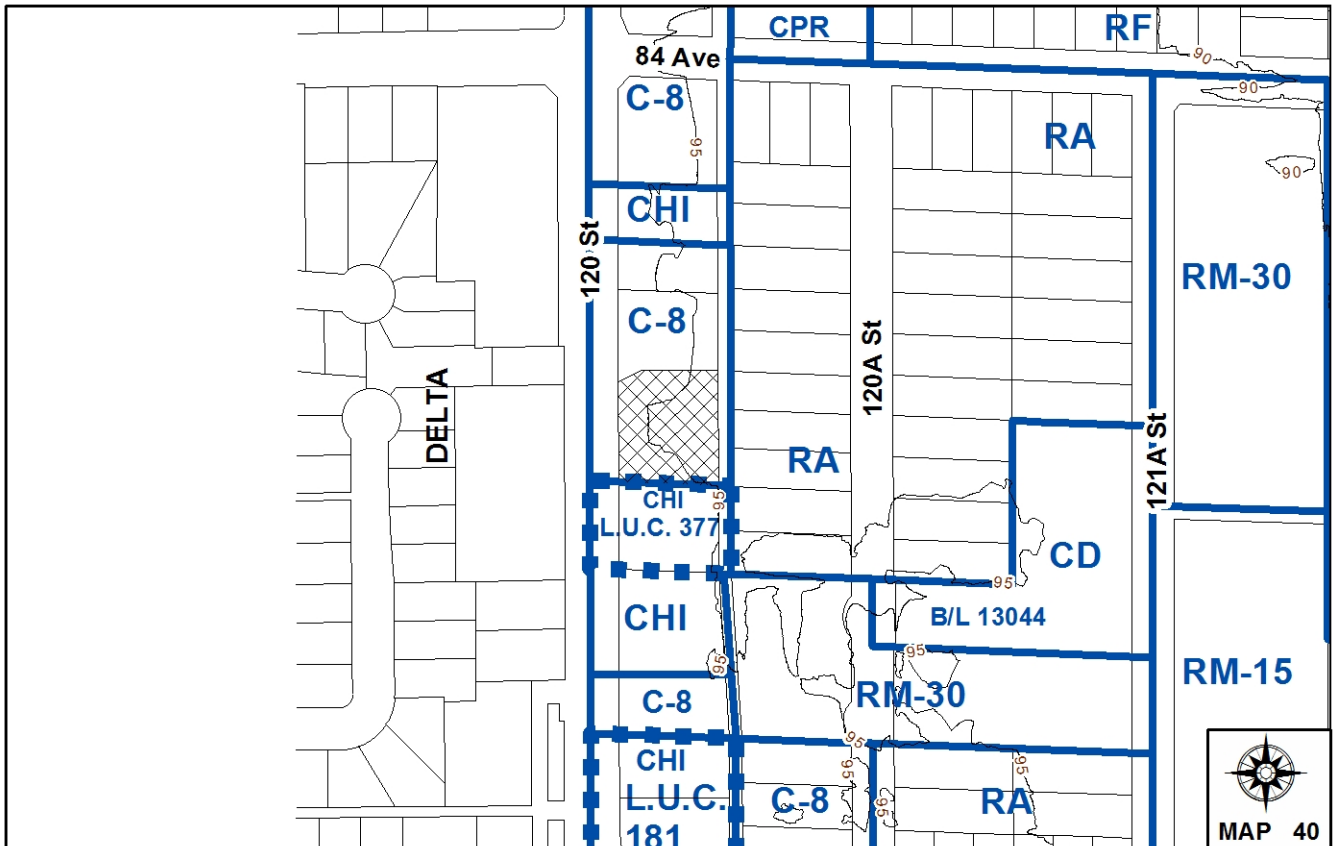 CPR
RF
84 Ave
90
C-8
90
RA
95
90
CHI
120 St
RM-30
C-8
120A St
DELTA
121A St
RA
CHI
95
L.U.C. 377
CD
95
CHI
B/L 13044
95
95
RM-15
C-8
RM-30
95
CHI
95
95
L.U.C.
C-8
95
RA
181
MAP 40